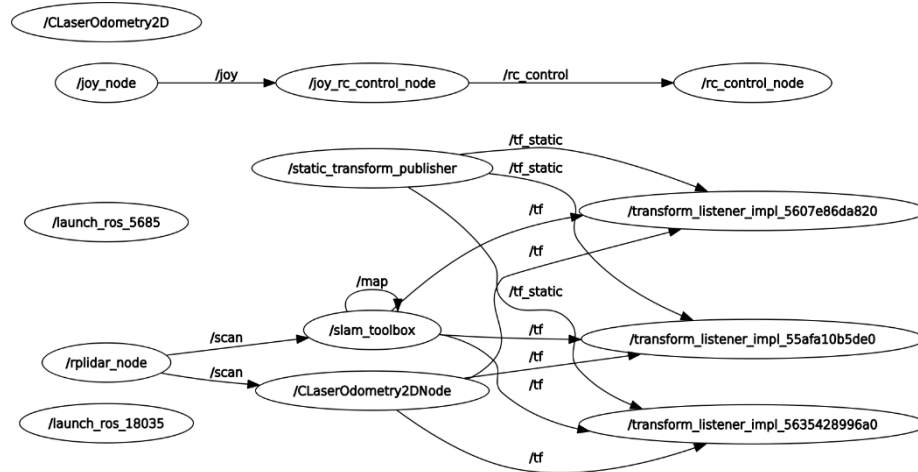 /CLaserOdometry2D
/joy_node
/joy
/joy_rc_control_node
/rc_control
/rc_control_node
/static_transform_publisher
/tf_static
/tf_static
/launch_ros_5685
/tf
/transform_listener_impl_5607e86da820
/tf
/map
/tf_static
/slam_toolbox
/scan
/tf
/transform_listener_impl_55afa10b5de0
/rplidar_node
/scan
/tf
/CLaserOdometry2DNode
/tf
/launch_ros_18035
/transform_listener_impl_5635428996a0
/tf